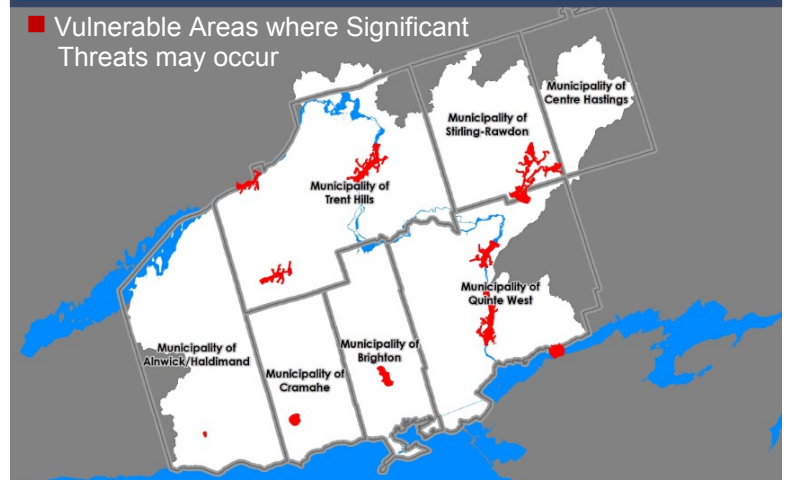 Vulnerable Areas where Significant
Threats may occur
Municipality of
Centre Hastings
Municipality of
Stirling-Rawdon
Municipality of
Trent Hills
Municipality of
Quinte West
Municipality of
Brighton
Municipality of
Alnwick/Haldimand
Municipality of
Cramahe